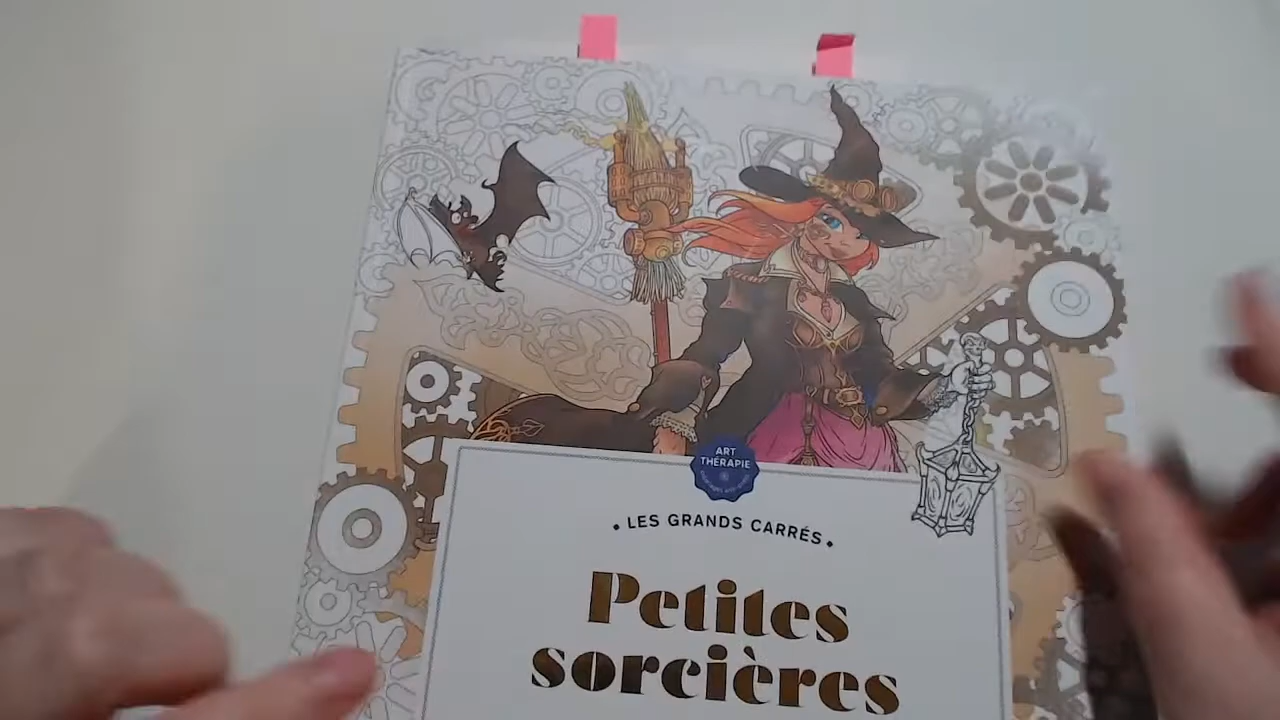 ART
THÉRAPIE
• LES GRANDS CARRÉS •
Petites
sorcières